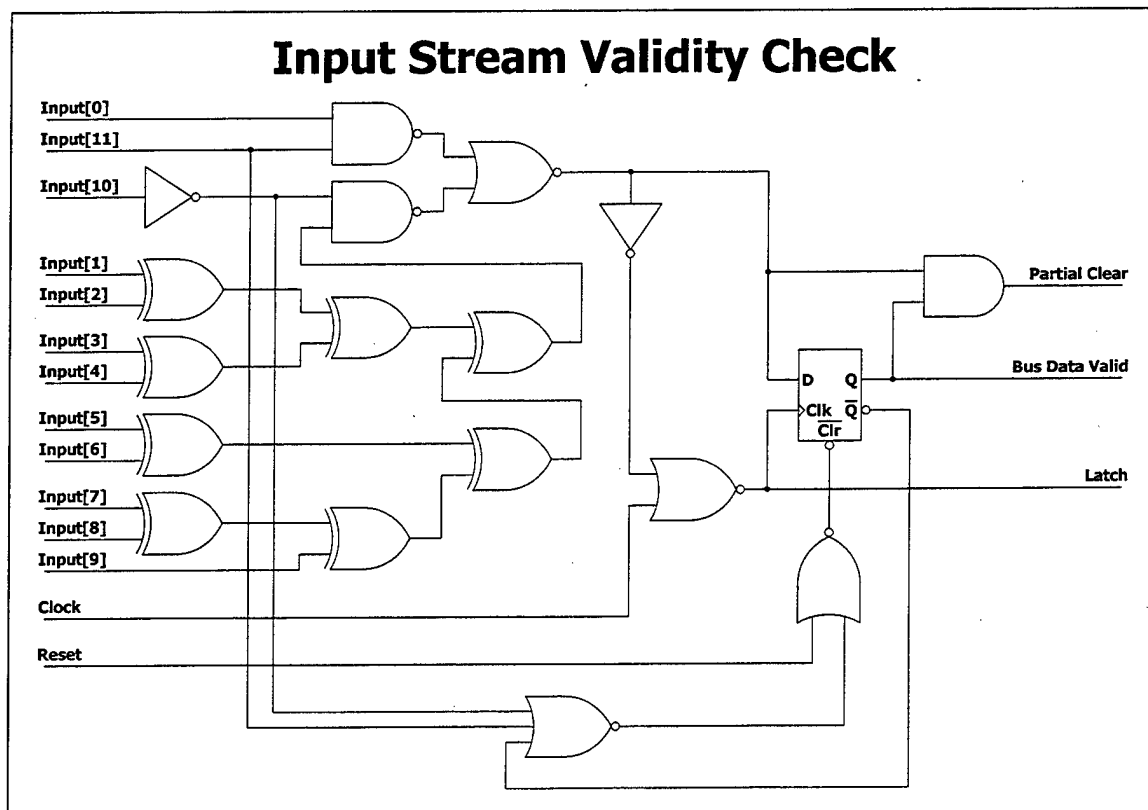 Input Stream Validity Check
Input[0]
Input[11]
Input[10]
Input[1]
Input[2]
Input[3]
Input[4]
Input[5]
Input[6]
Input[7]
Input[8]
Input[9]
Clock
Reset
Partial Clear
Bus Data Valid
Latch
D Q
Clk Q̅
C̅l̅r̅